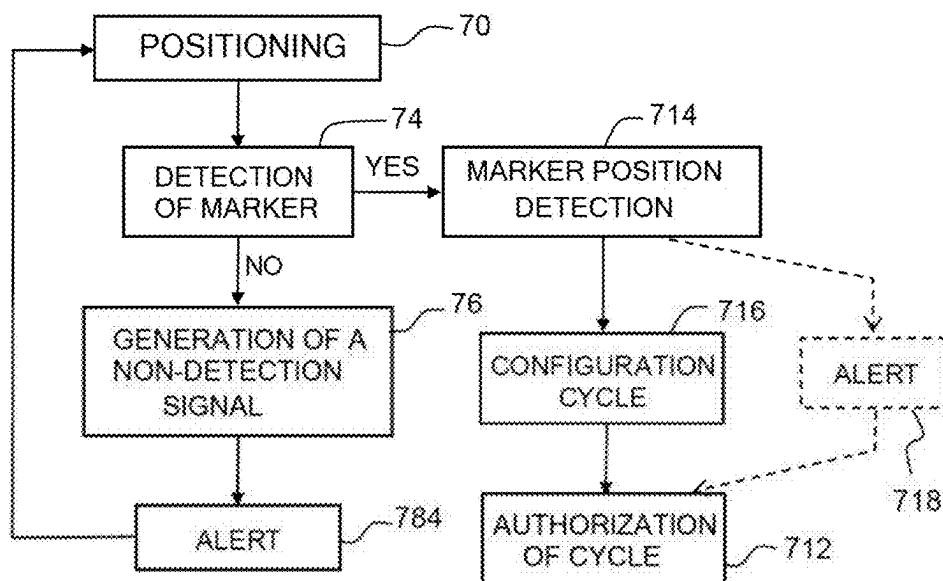 POSITIONING
70
DETECTION
OF MARKER
74
YES
MARKER POSITION
DETECTION
714
NO
GENERATION OF A
NON-DETECTION
SIGNAL
76
CONFIGURATION
CYCLE
716
ALERT
718
ALERT
784
AUTHORIZATION
OF CYCLE
712